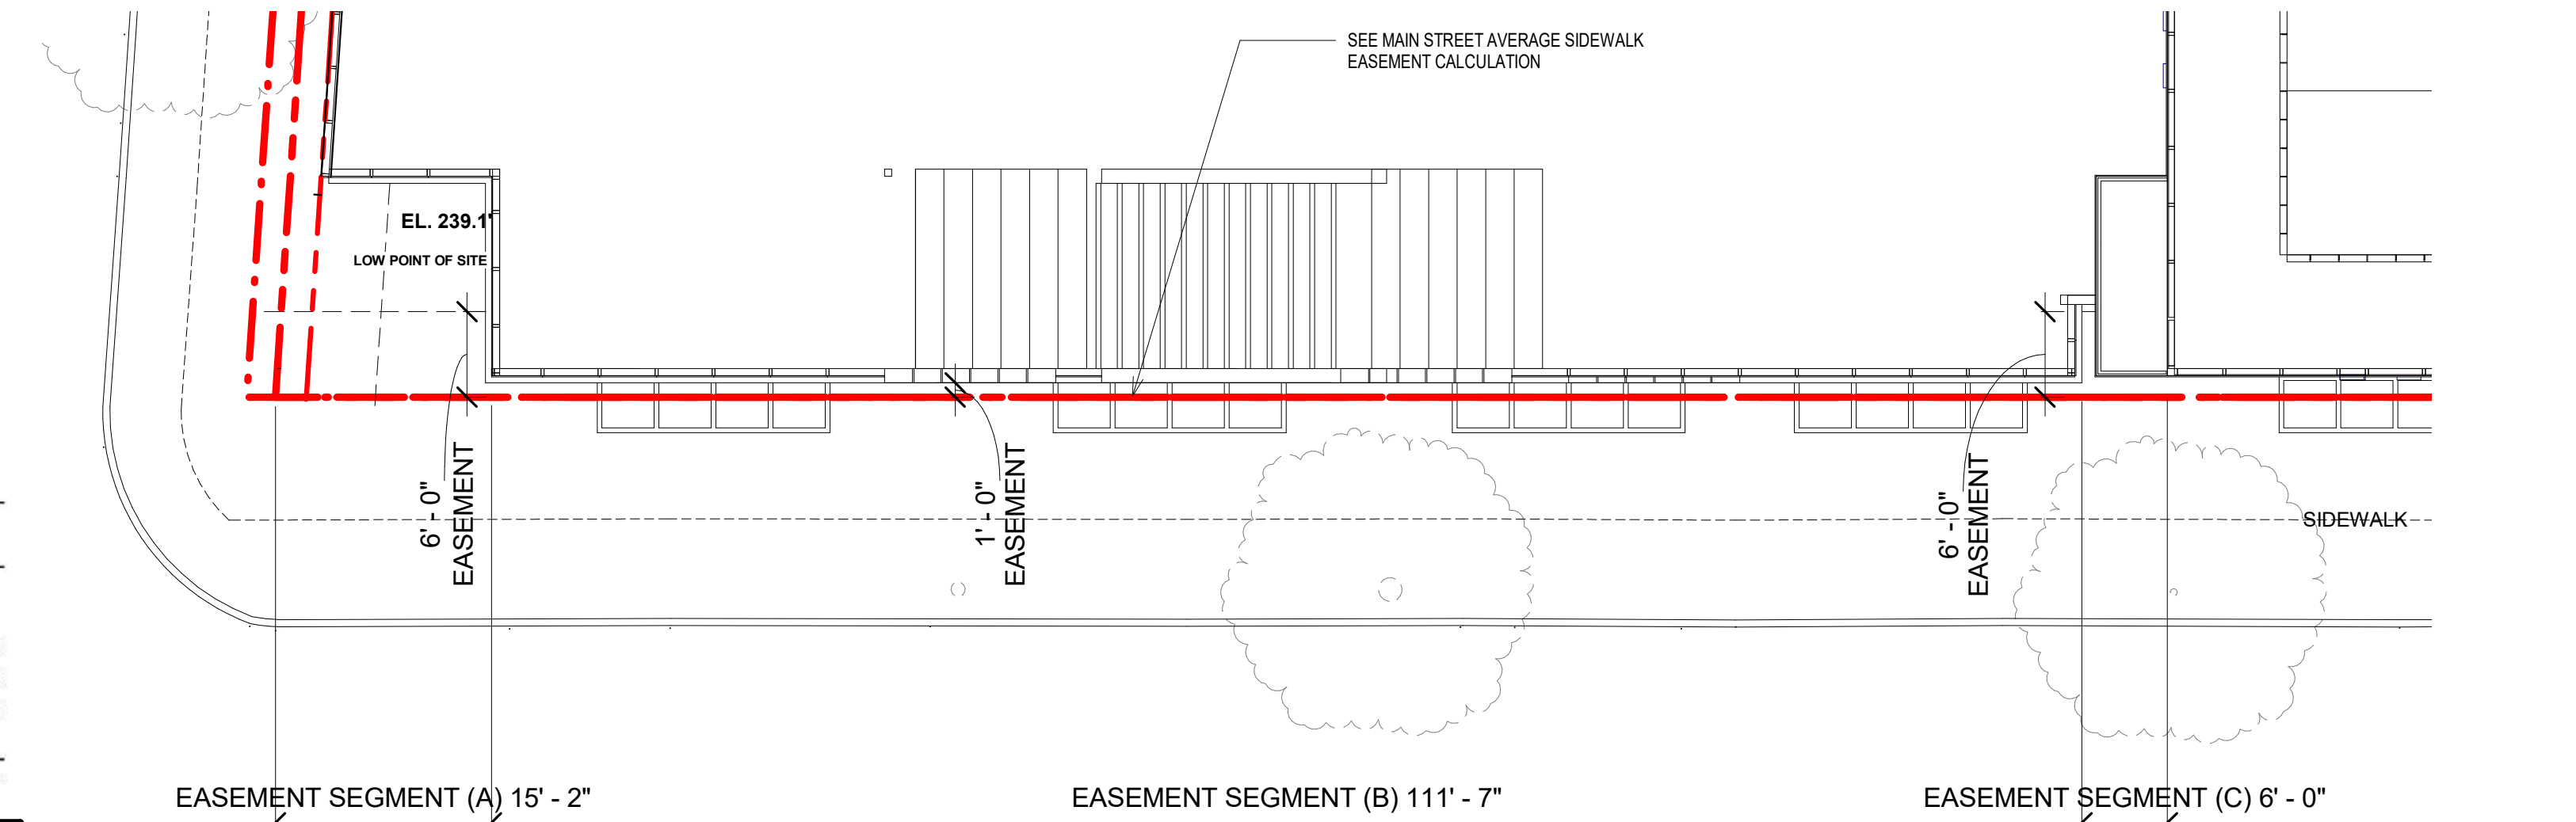 SEE MAIN STREET AVERAGE SIDEWALK
EASEMENT CALCULATION
EL. 239.1'
LOW POINT OF SITE
6' - 0"
EASEMENT
1' - 0"
EASEMENT
6' - 0"
EASEMENT
SIDEWALK
EASEMENT SEGMENT (A) 15' - 2"
EASEMENT SEGMENT (B) 111' - 7"
EASEMENT SEGMENT (C) 6' - 0"